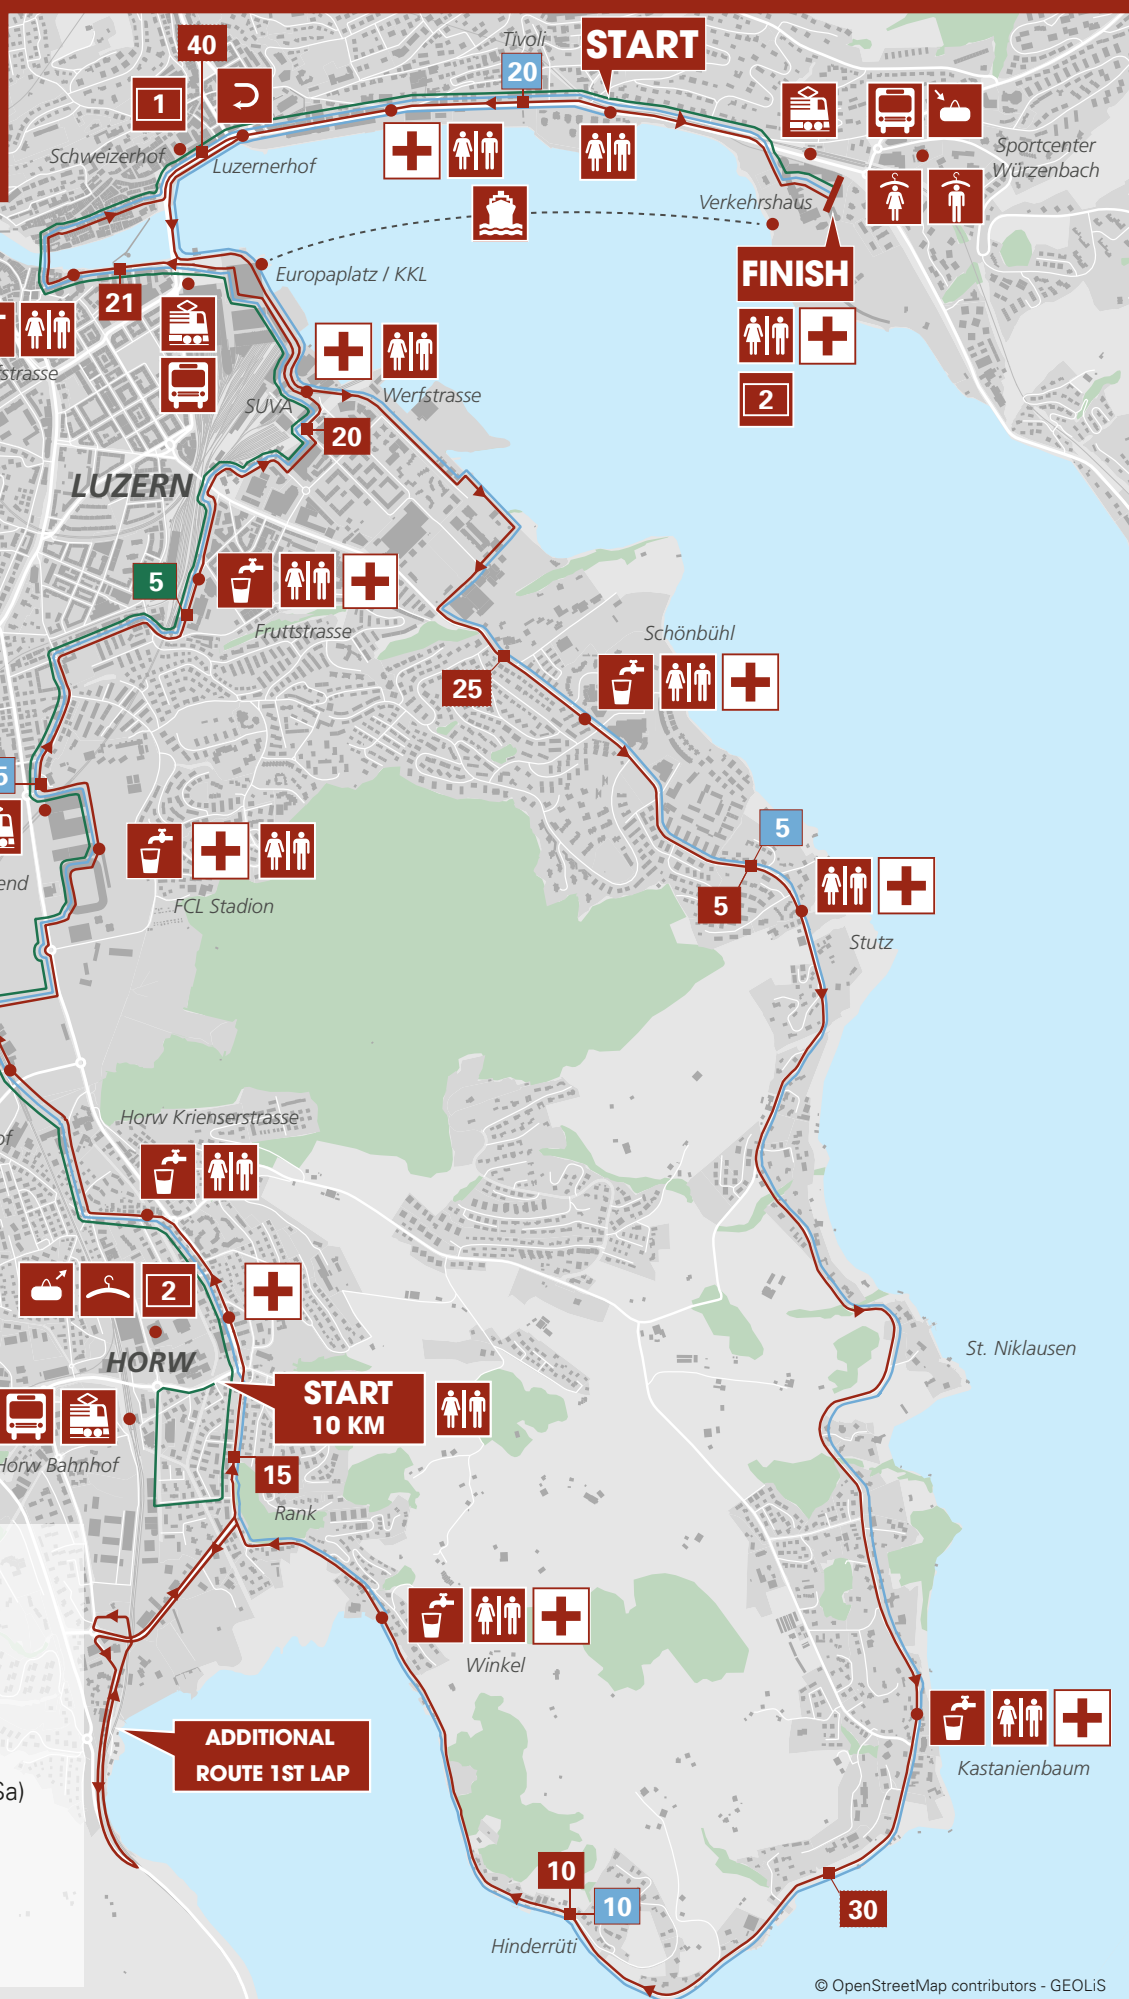 40
Tivoli
START
1
20
Schweizerhof
Luzernerhof
Sportcenter
Würzenbach
Verkehrshaus
Europaplatz / KKL
FINISH
21
2
SUVA
Werfstrasse
20
LUZERN
5
Fruttstrasse
Schönbühl
25
5
5
FCL Stadion
Stutz
Horw Krienserstrasse
2
HORW
St. Niklausen
START
10 KM
Horw Bahnhof
15
Rank
Winkel
ADDITIONAL
ROUTE 1ST LAP
Kastanienbaum
Sa)
10
10
30
Hinderrüti
© OpenStreetMap contributors - GEOLiS